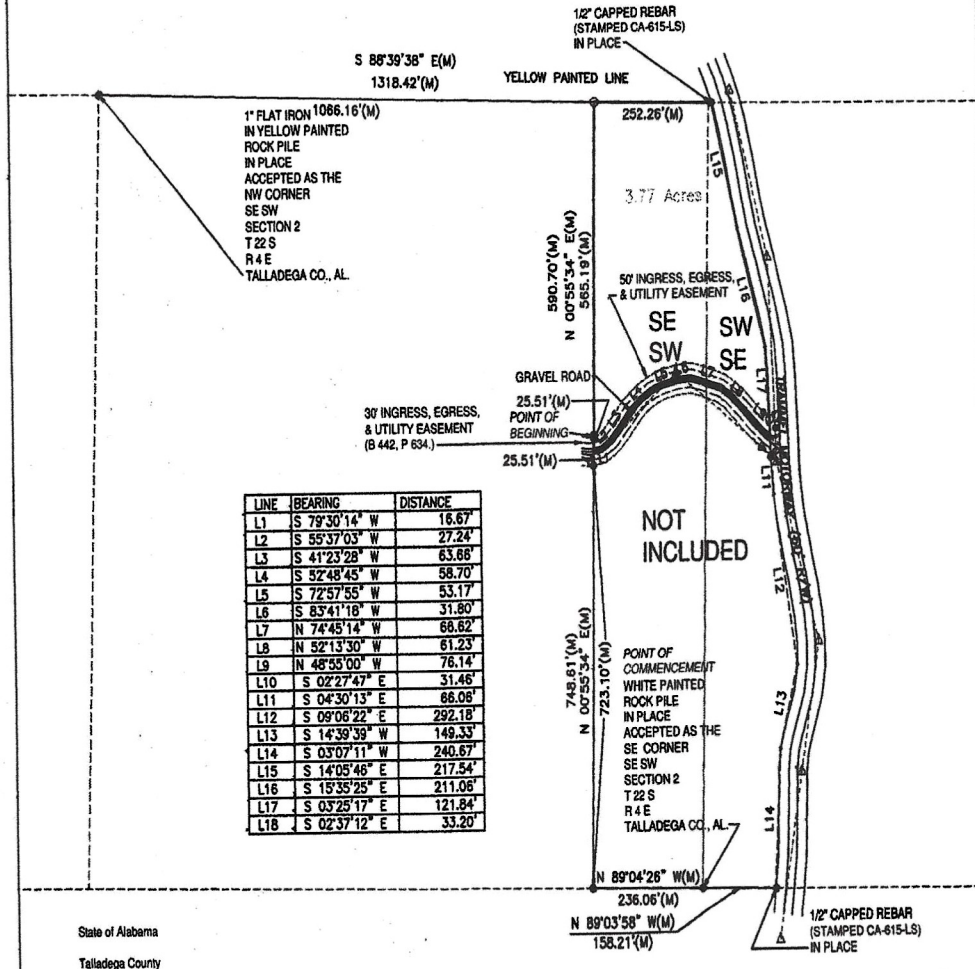 1/2" CAPPED REBAR
(STAMPED CA-615-LS)
IN PLACE
S 88°39'38" E(M)
1318.42'(M)
YELLOW PAINTED LINE
1066.16'(M)
252.26'(M)
1" FLAT IRON
IN YELLOW PAINTED
ROCK PILE
IN PLACE
ACCEPTED AS THE
NW CORNER
SE SW
SECTION 2
T 22 S
R 4 E
TALLADEGA CO., AL.
L15
3.77 Acres
590.70'(M)
N 00°55'34" E(M)
565.19'(M)
50' INGRESS, EGRESS,
& UTILITY EASEMENT
L16
SE
SW
SW
SE
GRAVEL ROAD
L3
L4
L5
L6
L7
L8
L17
25.51'(M)
30' INGRESS, EGRESS,
& UTILITY EASEMENT
(B 442, P 634.)
POINT OF
BEGINNING
25.51'(M)
L11
LINE BEARING DISTANCE
L1 S 79°30'14" W 16.67'
L2 S 55°37'03" W 27.24'
L3 S 41°23'28" W 63.66'
L4 S 52°48'45" W 58.70'
L5 S 72°57'55" W 53.17'
L6 S 83°41'18" W 31.80'
L7 N 74°45'14" W 68.62'
L8 N 52°13'30" W 61.23'
L9 N 48°55'00" W 76.14'
L10 S 02°27'47" E 31.46'
L11 S 04°30'13" E 66.06'
L12 S 09°06'22" E 292.18'
L13 S 14°39'39" W 149.33'
L14 S 03°07'11" W 240.67'
L15 S 14°05'46" E 217.54'
L16 S 15°35'25" E 211.06'
L17 S 03°25'17" E 121.84'
L18 S 02°37'12" E 33.20'
NOT
INCLUDED
L12
748.61'(M)
N 00°55'34" E(M)
723.10'(M)
POINT OF
COMMENCEMENT
WHITE PAINTED
ROCK PILE
IN PLACE
ACCEPTED AS THE
SE CORNER
SE SW
SECTION 2
T 22 S
R 4 E
TALLADEGA CO., AL.
L13
L14
N 89°04'26" W(M)
236.06'(M)
N 89°03'58" W(M)
158.21'(M)
1/2" CAPPED REBAR
(STAMPED CA-615-LS)
IN PLACE
State of Alabama
Talladega County